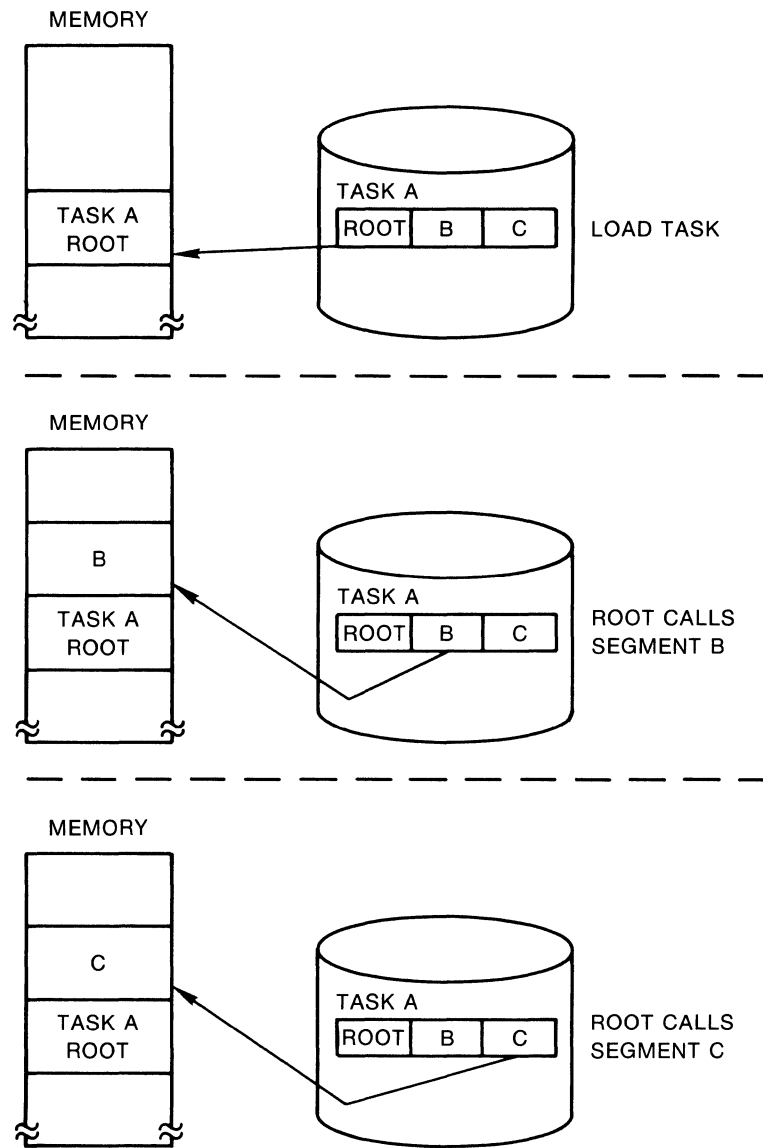 MEMORY
TASK A
ROOT
TASK A
ROOT B C
LOAD TASK
MEMORY
B
TASK A
ROOT
TASK A
ROOT B C
ROOT CALLS
SEGMENT B
MEMORY
C
TASK A
ROOT
TASK A
ROOT B C
ROOT CALLS
SEGMENT C